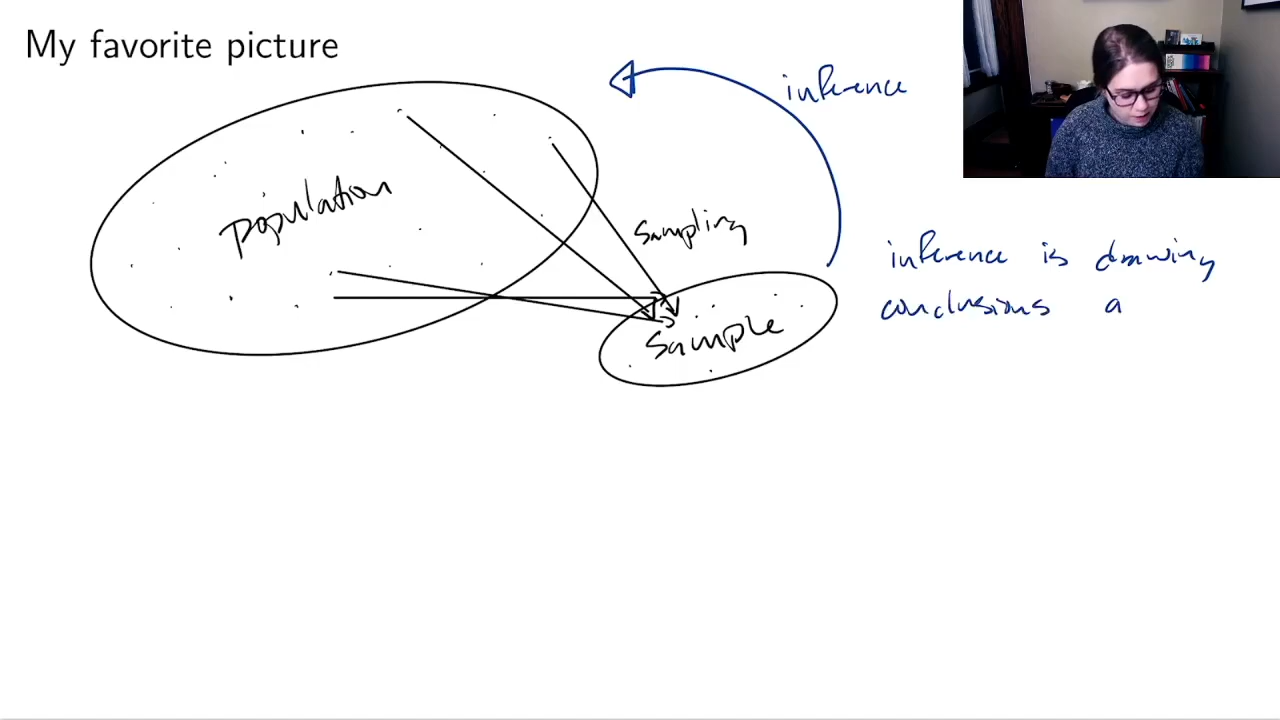 My favorite picture
inference
population
Sampling
inference is drawing
conclusions a
Sample